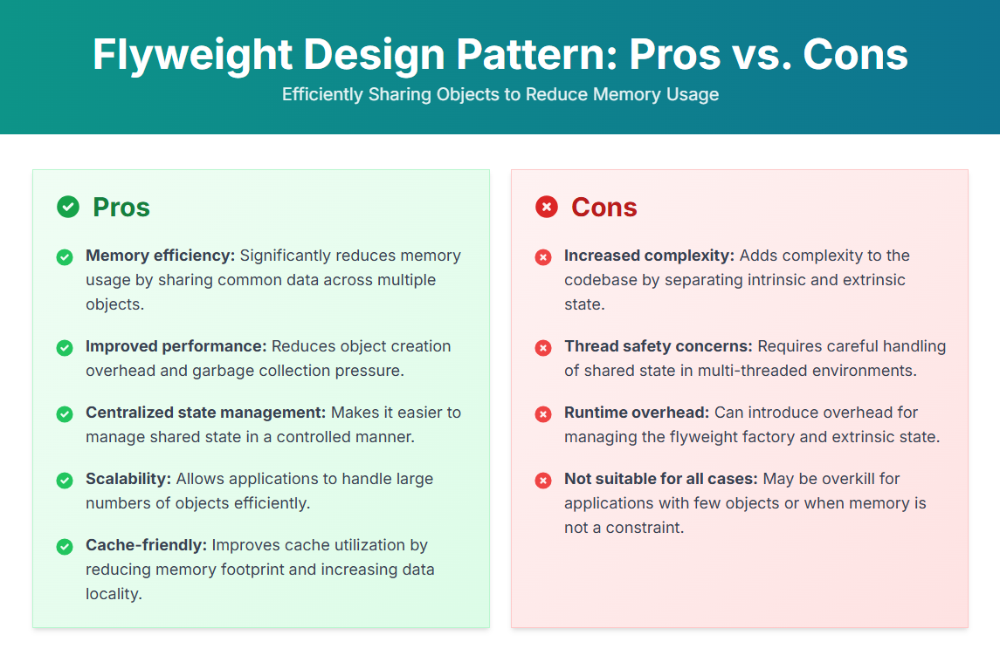 Flyweight Design Pattern: Pros vs. Cons
Efficiently Sharing Objects to Reduce Memory Usage
Pros
Memory efficiency: Significantly reduces memory
usage by sharing common data across multiple
objects.
Improved performance: Reduces object creation
overhead and garbage collection pressure.
Centralized state management: Makes it easier to
manage shared state in a controlled manner.
Scalability: Allows applications to handle large
numbers of objects efficiently.
Cache-friendly: Improves cache utilization by
reducing memory footprint and increasing data
locality.
Cons
Increased complexity: Adds complexity to the
codebase by separating intrinsic and extrinsic
state.
Thread safety concerns: Requires careful handling
of shared state in multi-threaded environments.
Runtime overhead: Can introduce overhead for
managing the flyweight factory and extrinsic state.
Not suitable for all cases: May be overkill for
applications with few objects or when memory is
not a constraint.